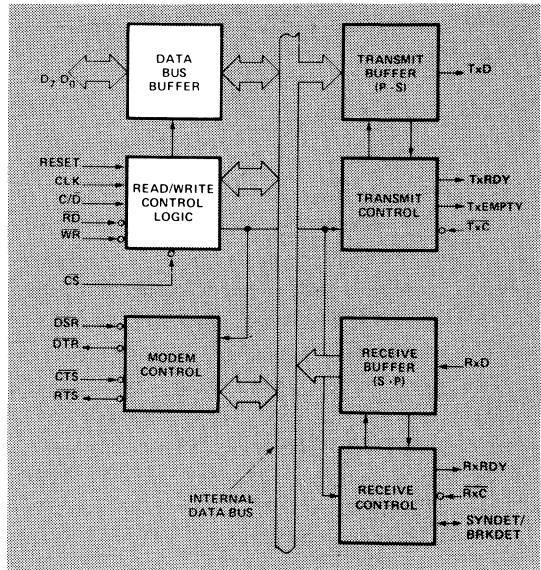 DATA
BUS
BUFFER
D7-D0
TRANSMIT
BUFFER
(P - S)
TxD
RESET
CLK
C/D
RD
WR
CS
READ/WRITE
CONTROL
LOGIC
TRANSMIT
CONTROL
TxRDY
TxEMPTY
TxC
DSR
DTR
CTS
RTS
MODEM
CONTROL
RECEIVE
BUFFER
(S - P)
RxD
INTERNAL
DATA BUS
RECEIVE
CONTROL
RxRDY
RxC
SYNDET/
BRKDET